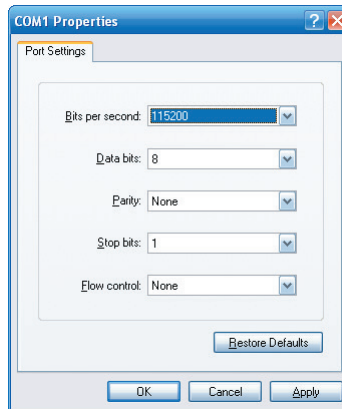 COM1 Properties
Port Settings
Bits per second: 115200
Data bits: 8
Parity: None
Stop bits: 1
Flow control: None
Restore Defaults
OK Cancel Apply